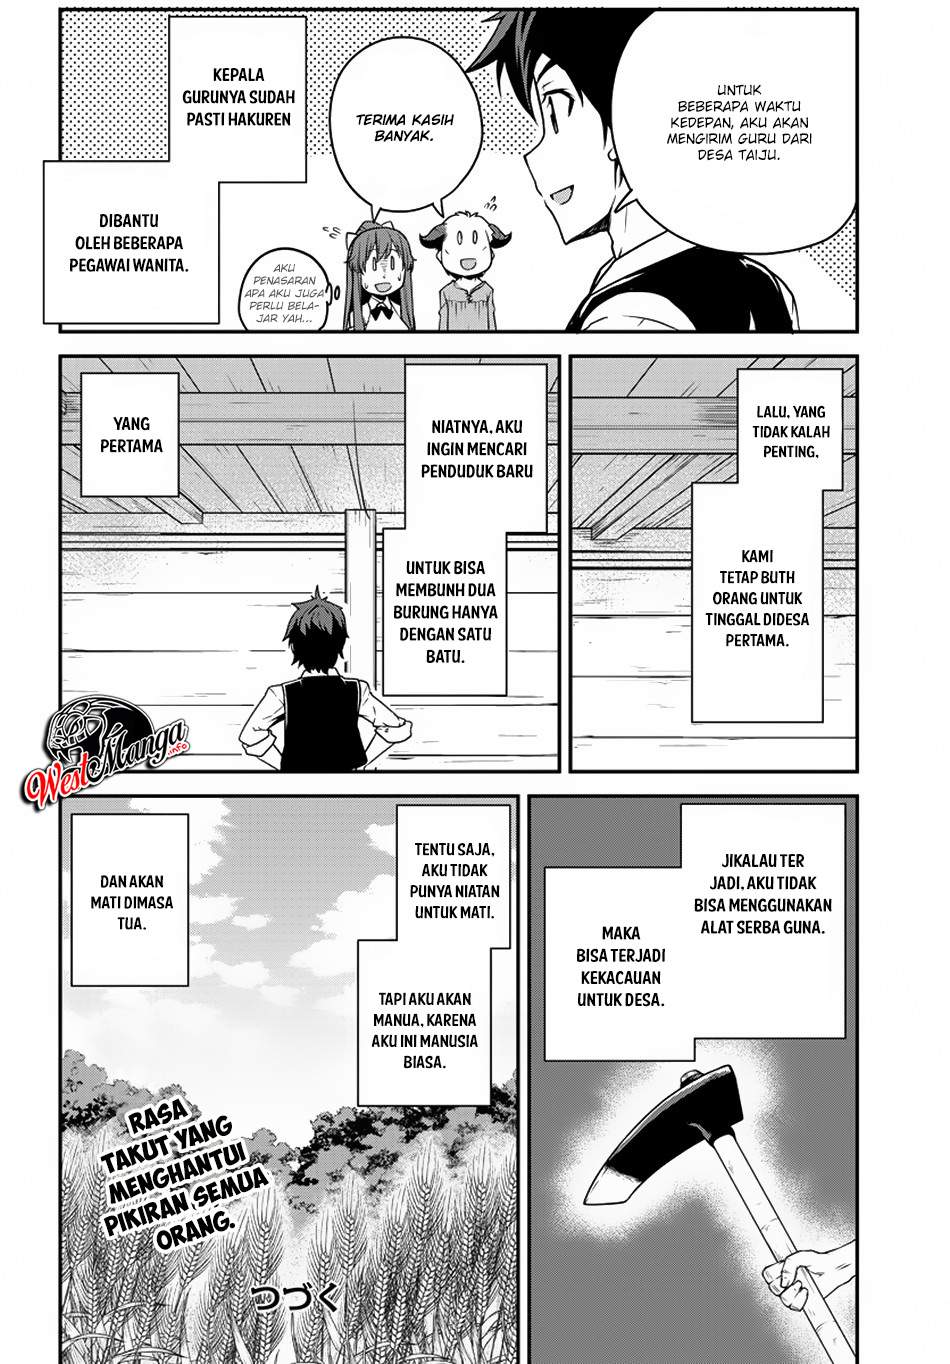 UNTUK
BEBERAPA WAKTU
KEDEPAN, AKU AKAN
MENGIRIM GURU DARI
DESA TAIJU.
TERIMA KASIH
BANYAK.
KEPALA
GURUNYA SUDAH
PASTI HAKUREN
DIBANTU
OLEH BEBERAPA
PEGAWAI WANITA.
AKU
PENASARAN
APA AKU JUGA
PERLU BELA-
JAR YAH...
LALU, YANG
TIDAK KALAH
PENTING,
KAMI
TETAP BUTH
ORANG UNTUK
TINGGAL DIDESA
PERTAMA.
NIATNYA, AKU
INGIN MENCARI
PENDUDUK BARU
UNTUK BISA
MEMBUNH DUA
BURUNG HANYA
DENGAN SATU
BATU.
YANG
PERTAMA
WestManga
.info
JIKALAU TER
JADI, AKU TIDAK
BISA MENGGUNAKAN
ALAT SERBA GUNA.
MAKA
BISA TERJADI
KEKACAUAN
UNTUK DESA.
TENTU SAJA,
AKU TIDAK
PUNYA NIATAN
UNTUK MATI.
TAPI AKU AKAN
MANUA, KARENA
AKU INI MANUSIA
BIASA.
DAN AKAN
MATI DIMASA
TUA.
RASA
TAKUT YANG
MENGHANTUI
PIKIRAN SEMUA
ORANG.
つづく